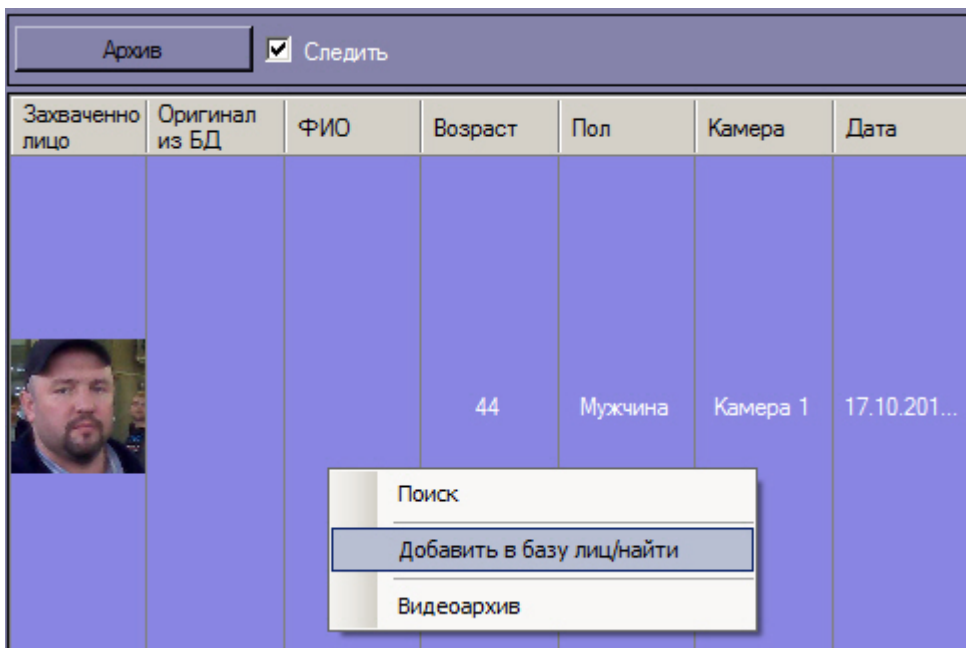 Архив
Следить
Захваченно
лицо
Оригинал
из БД
ФИО
Возраст
Пол
Камера
Дата
44
Мужчина
Камера 1
17.10.201...
Поиск
Добавить в базу лиц/найти
Видеоархив